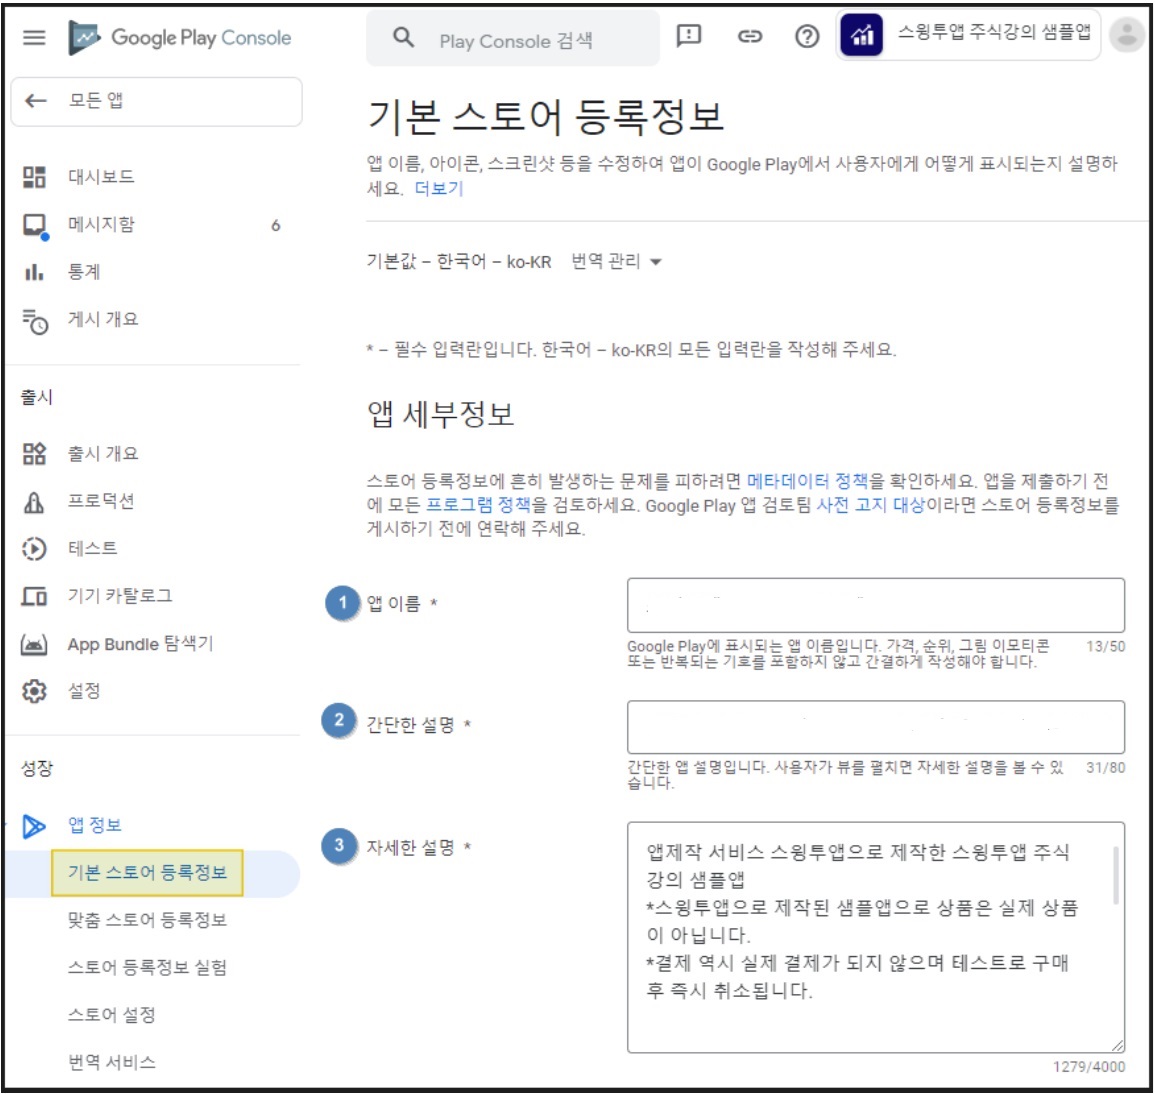 Google Play Console
Play Console 검색
스윙투앱 주식강의 샘플앱
모든 앱
대시보드
메시지함 6
통계
게시 개요
출시
출시 개요
프로덕션
테스트
기기 카탈로그
App Bundle 탐색기
설정
성장
앱 정보
기본 스토어 등록정보
맞춤 스토어 등록정보
스토어 등록정보 실험
스토어 설정
번역 서비스
기본 스토어 등록정보
앱 이름, 아이콘, 스크린샷 등을 수정하여 앱이 Google Play에서 사용자에게 어떻게 표시되는지 설명하
세요. 더보기
기본값 – 한국어 – ko-KR 번역 관리
* – 필수 입력란입니다. 한국어 – ko-KR의 모든 입력란을 작성해 주세요.
앱 세부정보
스토어 등록정보에 흔히 발생하는 문제를 피하려면 메타데이터 정책을 확인하세요. 앱을 제출하기 전
에 모든 프로그램 정책을 검토하세요. Google Play 앱 검토팀 사전 고지 대상이라면 스토어 등록정보를
게시하기 전에 연락해 주세요.
1 앱 이름 *
Google Play에 표시되는 앱 이름입니다. 가격, 순위, 그림 이모티콘 13/50
또는 반복되는 기호를 포함하지 않고 간결하게 작성해야 합니다.
2 간단한 설명 *
간단한 앱 설명입니다. 사용자가 뷰를 펼치면 자세한 설명을 볼 수 있 31/80
습니다.
3 자세한 설명 *
앱제작 서비스 스윙투앱으로 제작한 스윙투앱 주식
강의 샘플앱
*스윙투앱으로 제작된 샘플앱으로 상품은 실제 상품
이 아닙니다.
*결제 역시 실제 결제가 되지 않으며 테스트로 구매
후 즉시 취소됩니다.
1279/4000